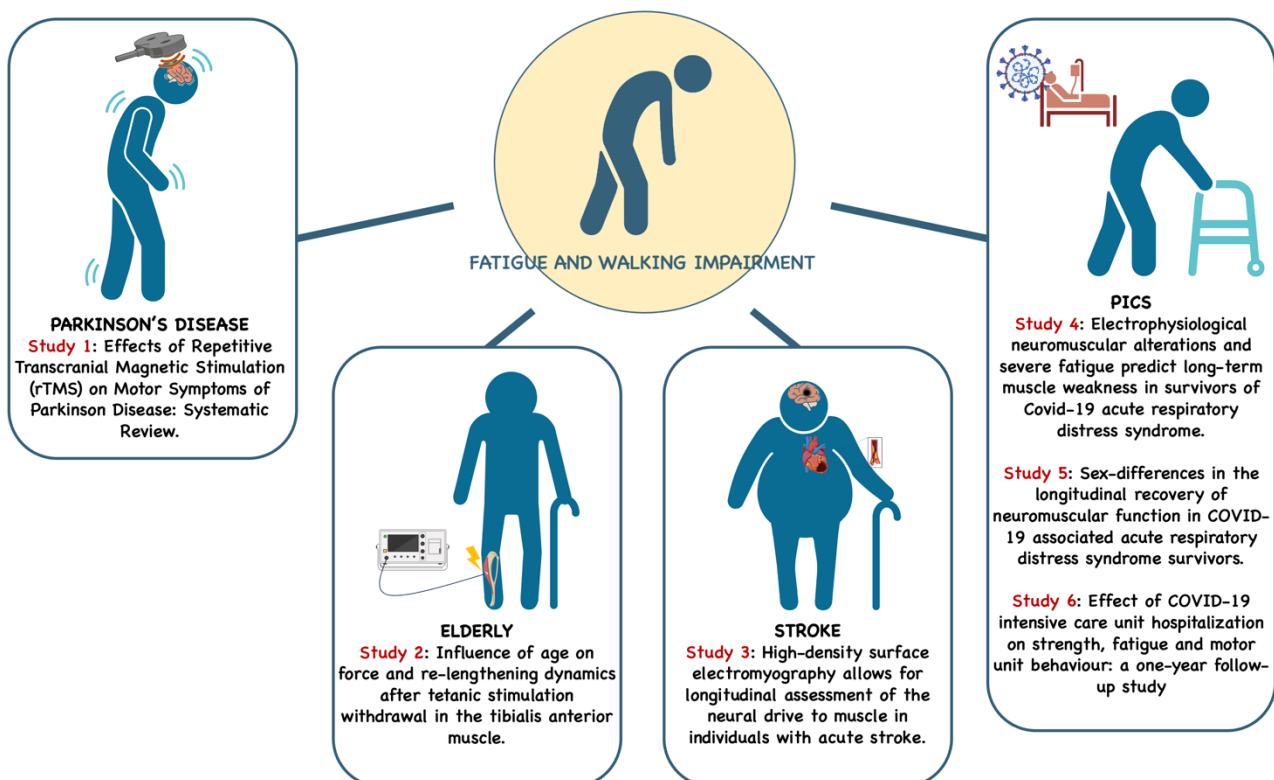 FATIGUE AND WALKING IMPAIRMENT
PARKINSON'S DISEASE
Study 1: Effects of Repetitive
Transcranial Magnetic Stimulation
(rTMS) on Motor Symptoms of
Parkinson Disease: Systematic
Review.
ELDERLY
Study 2: Influence of age on
force and re-lengthening dynamics
after tetanic stimulation
withdrawal in the tibialis anterior
muscle.
STROKE
Study 3: High-density surface
electromyography allows for
longitudinal assessment of the
neural drive to muscle in
individuals with acute stroke.
PICS
Study 4: Electrophysiological
neuromuscular alterations and
severe fatigue predict long-term
muscle weakness in survivors of
Covid-19 acute respiratory
distress syndrome.
Study 5: Sex-differences in the
longitudinal recovery of
neuromuscular function in COVID-
19 associated acute respiratory
distress syndrome survivors.
Study 6: Effect of COVID-19
intensive care unit hospitalization
on strength, fatigue and motor
unit behaviour: a one-year follow-
up study